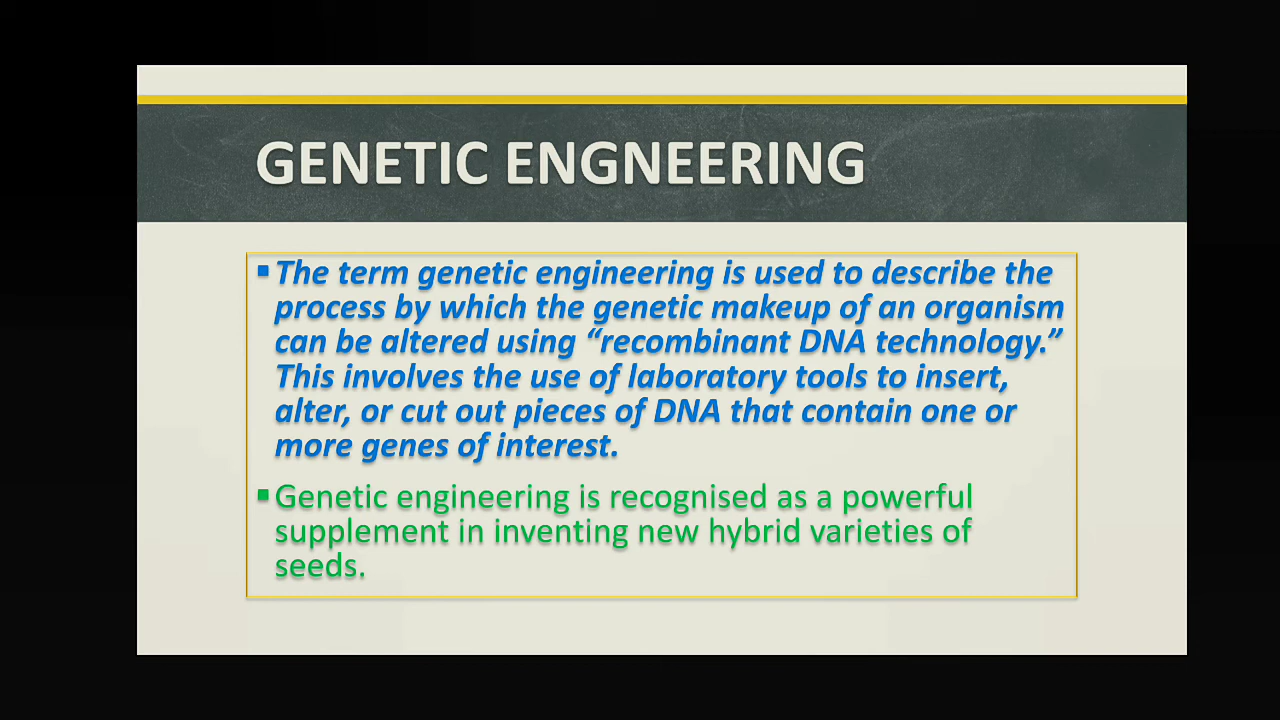 GENETIC ENGNEERING
▪The term genetic engineering is used to describe the
process by which the genetic makeup of an organism
can be altered using “recombinant DNA technology.”
This involves the use of laboratory tools to insert,
alter, or cut out pieces of DNA that contain one or
more genes of interest.
▪Genetic engineering is recognised as a powerful
supplement in inventing new hybrid varieties of
seeds.